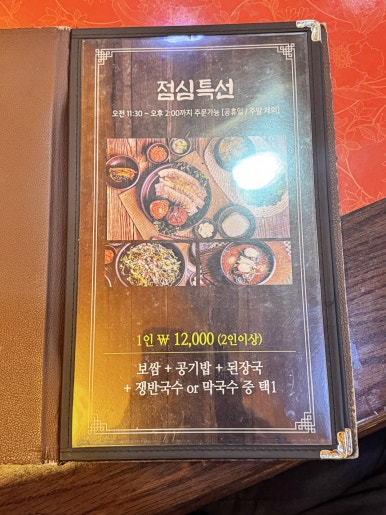 점심특선
오전 11:30 ~ 오후 2:00까지 주문가능 [공휴일 / 주말 제외]
1인 ₩ 12,000 (2인이상)
보쌈 + 공기밥 + 된장국
+ 쟁반국수 or 막국수 중 택1